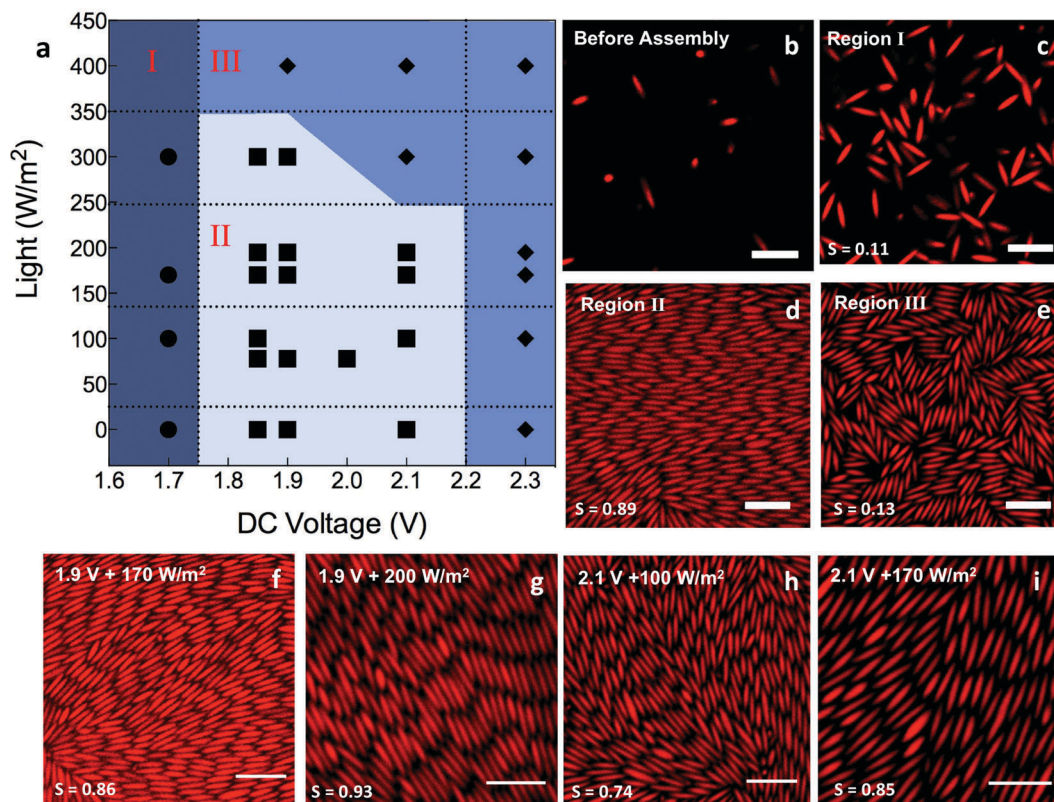 a
Light (W/m²)
450
400
350
300
250
200
150
100
50
0
1.6 1.7 1.8 1.9 2.0 2.1 2.2 2.3
DC Voltage (V)
I
III
II
Before Assembly
b
Region I
c
S = 0.11
Region II
d
S = 0.89
Region III
e
S = 0.13
1.9 V + 170 W/m²
f
S = 0.86
1.9 V + 200 W/m²
g
S = 0.93
2.1 V +100 W/m²
h
S = 0.74
2.1 V +170 W/m²
i
S = 0.85